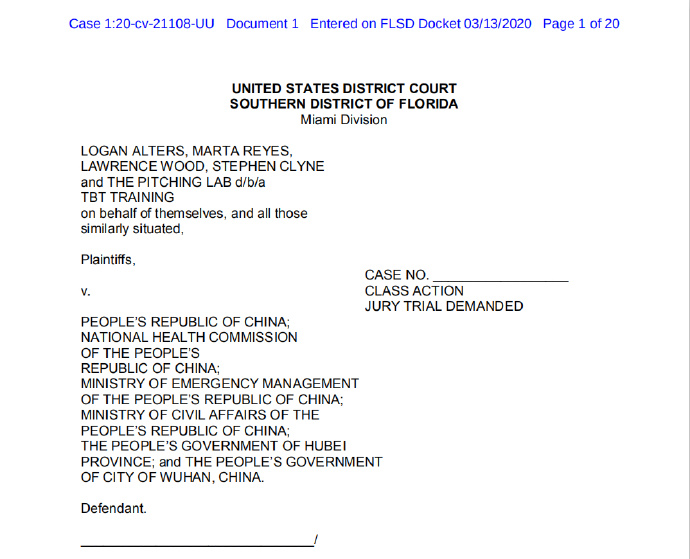 Case 1:20-cv-21108-UU Document 1 Entered on FLSD Docket 03/13/2020 Page 1 of 20
UNITED STATES DISTRICT COURT
SOUTHERN DISTRICT OF FLORIDA
Miami Division
LOGAN ALTERS, MARTA REYES,
LAWRENCE WOOD, STEPHEN CLYNE
and THE PITCHING LAB d/b/a
TBT TRAINING
on behalf of themselves, and all those
similarly situated,
Plaintiffs,
CASE NO. __________________
v.
CLASS ACTION
JURY TRIAL DEMANDED
PEOPLE'S REPUBLIC OF CHINA;
NATIONAL HEALTH COMMISSION
OF THE PEOPLE'S
REPUBLIC OF CHINA;
MINISTRY OF EMERGENCY MANAGEMENT
OF THE PEOPLE'S REPUBLIC OF CHINA;
MINISTRY OF CIVIL AFFAIRS OF THE
PEOPLE'S REPUBLIC OF CHINA;
THE PEOPLE'S GOVERNMENT OF HUBEI
PROVINCE; and THE PEOPLE'S GOVERNMENT
OF CITY OF WUHAN, CHINA.
Defendant.
_______________________________/